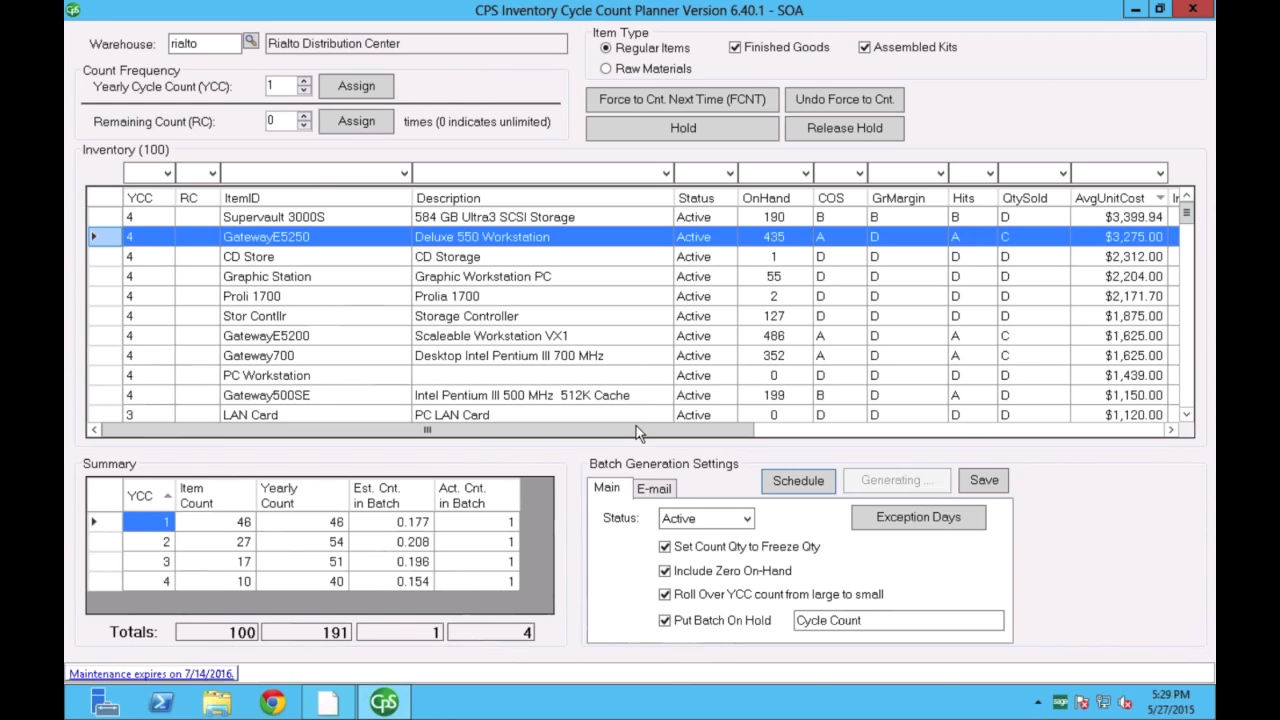 CPS Inventory Cycle Count Planner Version 6.40.1 - SOA
Warehouse: rialto Rialto Distribution Center
Count Frequency
Yearly Cycle Count (YCC): 1 Assign
Remaining Count (RC): 0 Assign times (0 indicates unlimited)
Item Type
Regular Items Finished Goods Assembled Kits
Raw Materials
Force to Cnt. Next Time (FCNT) Undo Force to Cnt.
Hold Release Hold
Inventory (100)
YCC RC ItemID Description Status OnHand COS GrMargin Hits QtySold AvgUnitCost
4 Supervault 3000S 584 GB Ultra3 SCSI Storage Active 190 B B B D $3,399.94
4 GatewayE5250 Deluxe 550 Workstation Active 435 A D A C $3,275.00
4 CD Store CD Storage Active 1 D D D D $2,312.00
4 Graphic Station Graphic Workstation PC Active 55 D D D D $2,204.00
4 Proli 1700 Prolia 1700 Active 2 D D D D $2,171.70
4 Stor Contllr Storage Controller Active 127 D D D D $1,875.00
4 GatewayE5200 Scaleable Workstation VX1 Active 486 A D A C $1,625.00
4 Gateway700 Desktop Intel Pentium III 700 MHz Active 352 A D A C $1,625.00
4 PC Workstation Active 0 D D D D $1,439.00
4 Gateway500SE Intel Pentium III 500 MHz 512K Cache Active 199 B D A D $1,150.00
3 LAN Card PC LAN Card Active 0 D D D D $1,120.00
Summary
YCC Item Count Yearly Count Est. Cnt. in Batch Act. Cnt. in Batch
1 46 46 0.177 1
2 27 54 0.208 1
3 17 51 0.196 1
4 10 40 0.154 1
Totals: 100 191 1 4
Batch Generation Settings
Main E-mail Schedule Generating ... Save
Status: Active Exception Days
Set Count Qty to Freeze Qty
Include Zero On-Hand
Roll Over YCC count from large to small
Put Batch On Hold Cycle Count
Maintenance expires on 7/14/2016.
CPS
sage
5:29 PM
5/27/2015